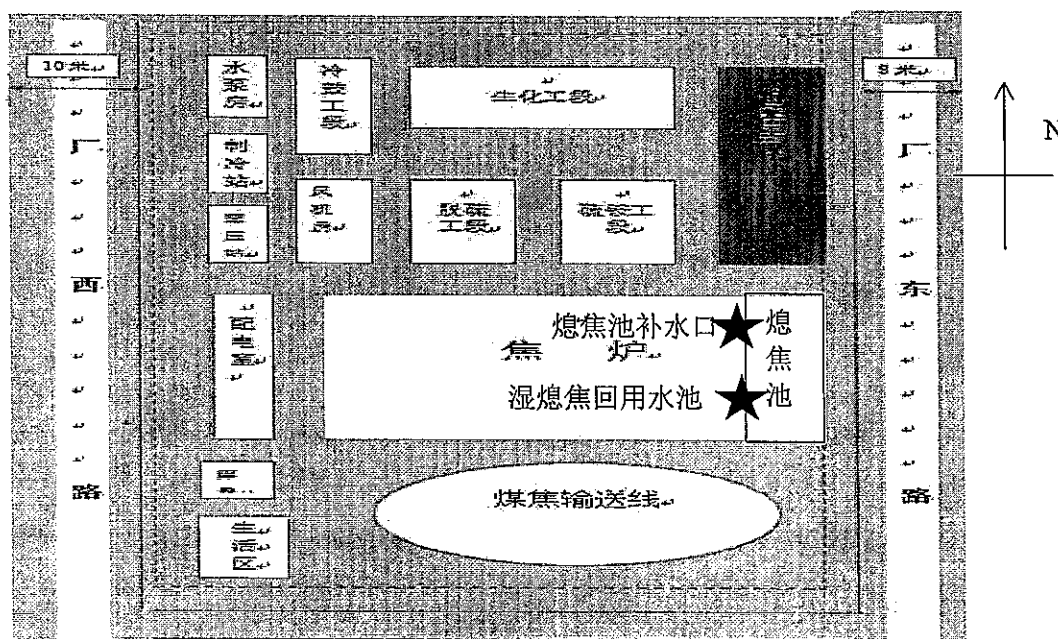 10米
9米
N
水泵房
冷鼓工段
生化工段
制冷站
风机房
脱硫
工段
硫铵工
段
厂西路
厂东路
配电室
焦炉
熄焦池补水口
湿熄焦回用水池
熄焦池
煤焦输送线
生活区